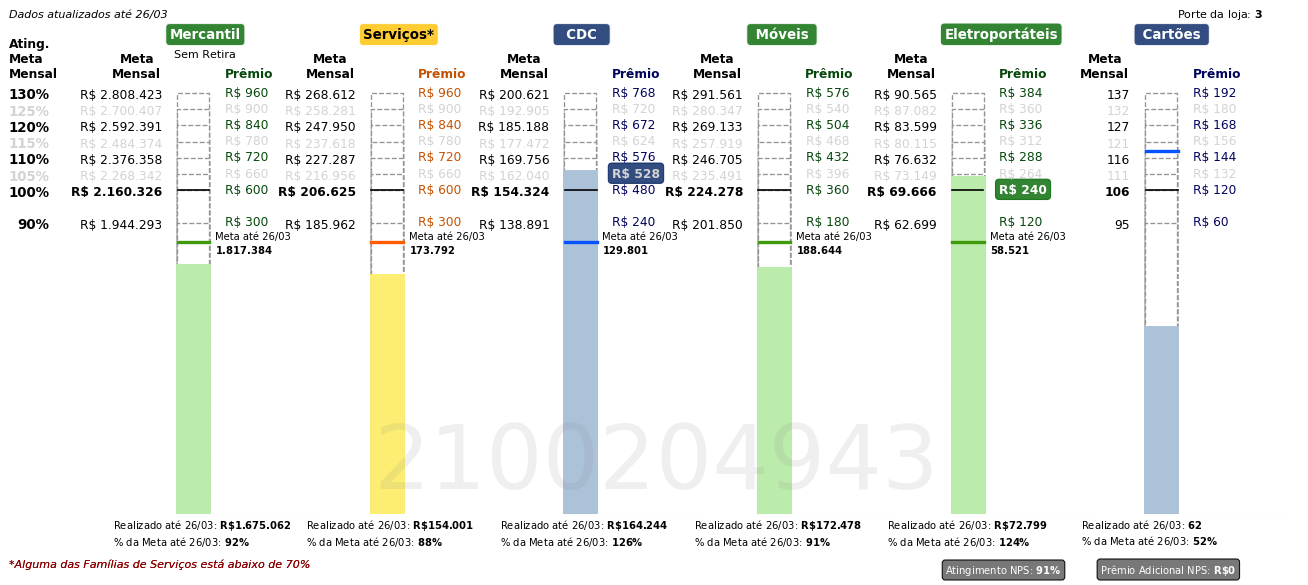 Dados atualizados até 26/03 Porte da loja: 3
Mercantil Serviços* CDC Móveis Eletroportáteis Cartões
Sem Retira
Ating. Meta Mensal Meta Mensal Prêmio Meta Mensal Prêmio Meta Mensal Prêmio Meta Mensal Prêmio Meta Mensal Prêmio Meta Mensal Prêmio
130% R$ 2.808.423 R$ 960 R$ 268.612 R$ 960 R$ 200.621 R$ 768 R$ 291.561 R$ 576 R$ 90.565 R$ 384 137 R$ 192
125% R$ 2.700.407 R$ 900 R$ 258.281 R$ 900 R$ 192.905 R$ 720 R$ 280.347 R$ 540 R$ 87.082 R$ 360 132 R$ 180
120% R$ 2.592.391 R$ 840 R$ 247.950 R$ 840 R$ 185.188 R$ 672 R$ 269.133 R$ 504 R$ 83.599 R$ 336 127 R$ 168
115% R$ 2.484.374 R$ 780 R$ 237.618 R$ 780 R$ 177.472 R$ 624 R$ 257.919 R$ 468 R$ 80.115 R$ 312 121 R$ 156
110% R$ 2.376.358 R$ 720 R$ 227.287 R$ 720 R$ 169.756 R$ 576 R$ 246.705 R$ 432 R$ 76.632 R$ 288 116 R$ 144
105% R$ 2.268.342 R$ 660 R$ 216.956 R$ 660 R$ 162.040 R$ 528 R$ 235.491 R$ 396 R$ 73.149 R$ 264 111 R$ 132
100% R$ 2.160.326 R$ 600 R$ 206.625 R$ 600 R$ 154.324 R$ 480 R$ 224.278 R$ 360 R$ 69.666 R$ 240 106 R$ 120
90% R$ 1.944.293 R$ 300 R$ 185.962 R$ 300 R$ 138.891 R$ 240 R$ 201.850 R$ 180 R$ 62.699 R$ 120 95 R$ 60
Meta até 26/03 Meta até 26/03 Meta até 26/03 Meta até 26/03 Meta até 26/03
1.817.384 173.792 129.801 188.644 58.521
2100204943
Realizado até 26/03: R$1.675.062 Realizado até 26/03: R$154.001 Realizado até 26/03: R$164.244 Realizado até 26/03: R$172.478 Realizado até 26/03: R$72.799 Realizado até 26/03: 62
% da Meta até 26/03: 92% % da Meta até 26/03: 88% % da Meta até 26/03: 126% % da Meta até 26/03: 91% % da Meta até 26/03: 124% % da Meta até 26/03: 52%
*Alguma das Famílias de Serviços está abaixo de 70% Atingimento NPS: 91% Prêmio Adicional NPS: R$0